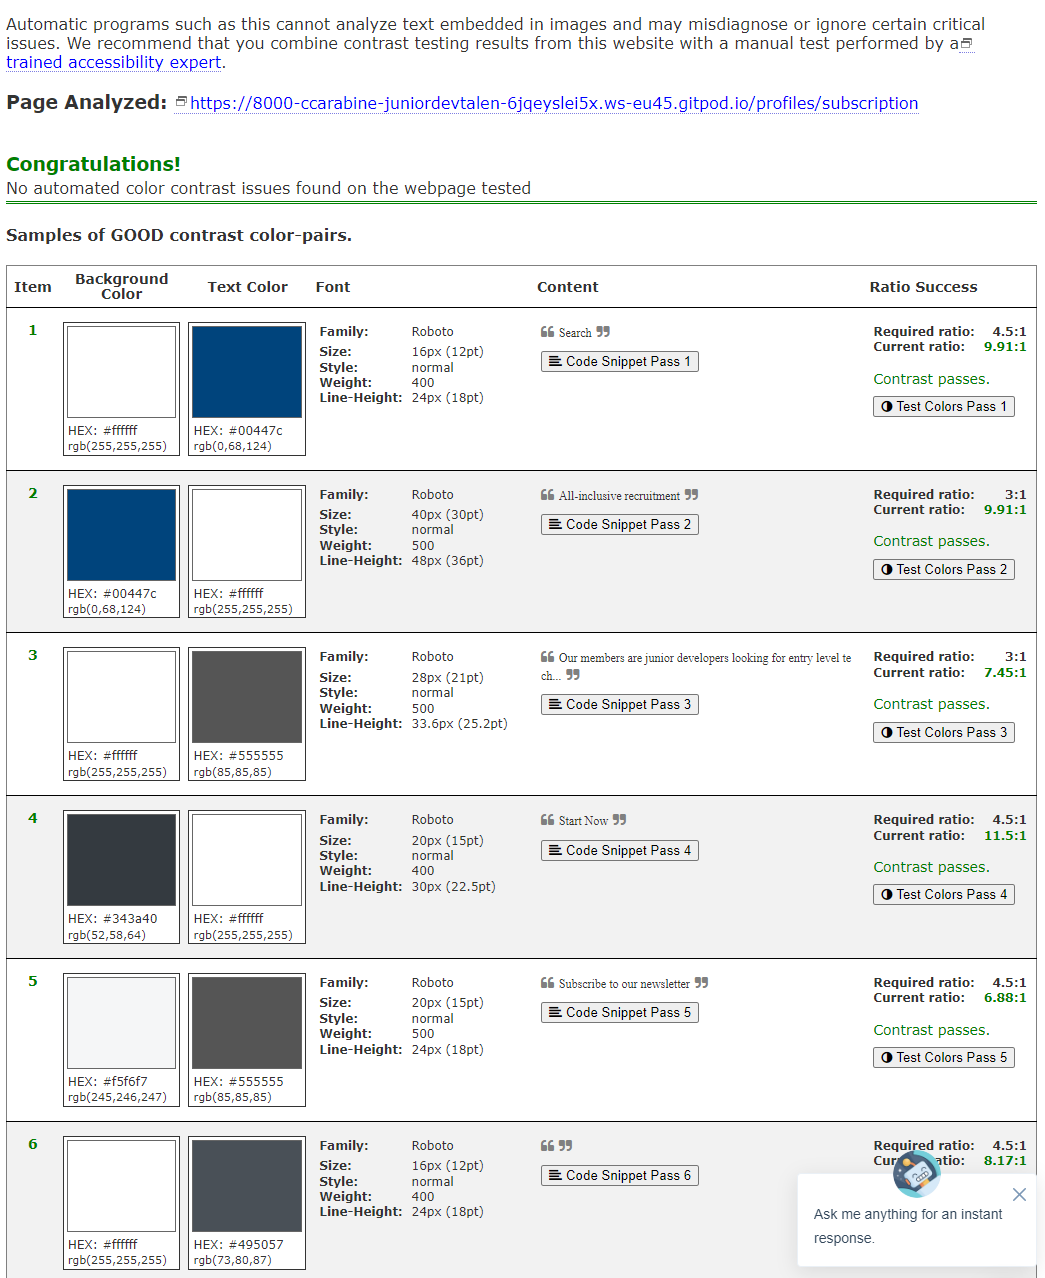 Automatic programs such as this cannot analyze text embedded in images and may misdiagnose or ignore certain critical
issues. We recommend that you combine contrast testing results from this website with a manual test performed by a
trained accessibility expert.
Page Analyzed: https://8000-ccarabine-juniordevtalen-6jqeyslei5x.ws-eu45.gitpod.io/profiles/subscription
Congratulations!
No automated color contrast issues found on the webpage tested
Samples of GOOD contrast color-pairs.
Item Background Color Text Color Font Content Ratio Success
1
HEX: #ffffff
rgb(255,255,255)
HEX: #00447c
rgb(0,68,124)
Family: Roboto
Size: 16px (12pt)
Style: normal
Weight: 400
Line-Height: 24px (18pt)
❝ Search ❞
Code Snippet Pass 1
Required ratio: 4.5:1
Current ratio: 9.91:1
Contrast passes.
Test Colors Pass 1
2
HEX: #00447c
rgb(0,68,124)
HEX: #ffffff
rgb(255,255,255)
Family: Roboto
Size: 40px (30pt)
Style: normal
Weight: 500
Line-Height: 48px (36pt)
❝ All-inclusive recruitment ❞
Code Snippet Pass 2
Required ratio: 3:1
Current ratio: 9.91:1
Contrast passes.
Test Colors Pass 2
3
HEX: #ffffff
rgb(255,255,255)
HEX: #555555
rgb(85,85,85)
Family: Roboto
Size: 28px (21pt)
Style: normal
Weight: 500
Line-Height: 33.6px (25.2pt)
❝ Our members are junior developers looking for entry level te
ch... ❞
Code Snippet Pass 3
Required ratio: 3:1
Current ratio: 7.45:1
Contrast passes.
Test Colors Pass 3
4
HEX: #343a40
rgb(52,58,64)
HEX: #ffffff
rgb(255,255,255)
Family: Roboto
Size: 20px (15pt)
Style: normal
Weight: 400
Line-Height: 30px (22.5pt)
❝ Start Now ❞
Code Snippet Pass 4
Required ratio: 4.5:1
Current ratio: 11.5:1
Contrast passes.
Test Colors Pass 4
5
HEX: #f5f6f7
rgb(245,246,247)
HEX: #555555
rgb(85,85,85)
Family: Roboto
Size: 20px (15pt)
Style: normal
Weight: 500
Line-Height: 24px (18pt)
❝ Subscribe to our newsletter ❞
Code Snippet Pass 5
Required ratio: 4.5:1
Current ratio: 6.88:1
Contrast passes.
Test Colors Pass 5
6
HEX: #ffffff
rgb(255,255,255)
HEX: #495057
rgb(73,80,87)
Family: Roboto
Size: 16px (12pt)
Style: normal
Weight: 400
Line-Height: 24px (18pt)
❝ ❞
Code Snippet Pass 6
Required ratio: 4.5:1
8.17:1
Ask me anything for an instant
response.